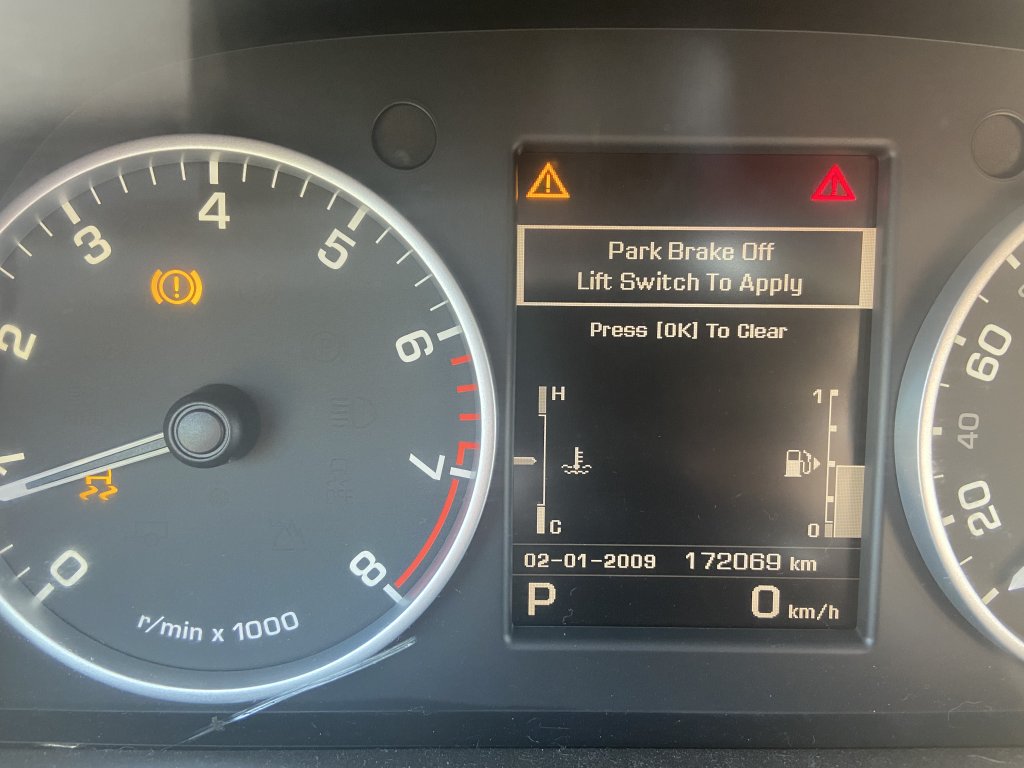 4
3
5
2
6
1
7
0
8
r/min x 1000
Park Brake Off
Lift Switch To Apply
Press [OK] To Clear
H
C
1
0
02-01-2009 172069 km
P 0 km/h
60
40
20